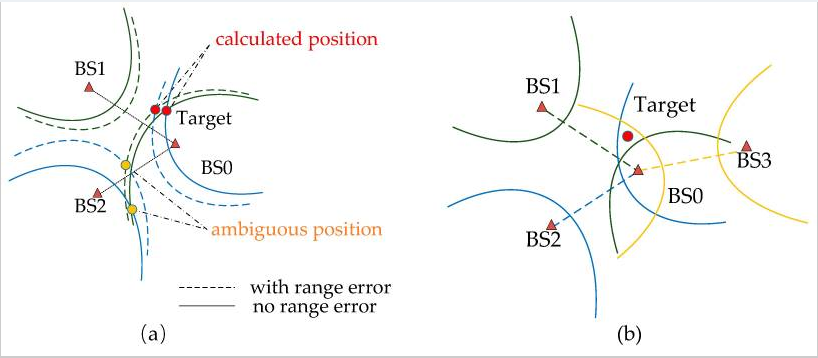 calculated position
BS1
Target
BS0
BS2
ambiguous position
with range error
no range error
(a)
BS1
Target
BS3
BS0
BS2
(b)